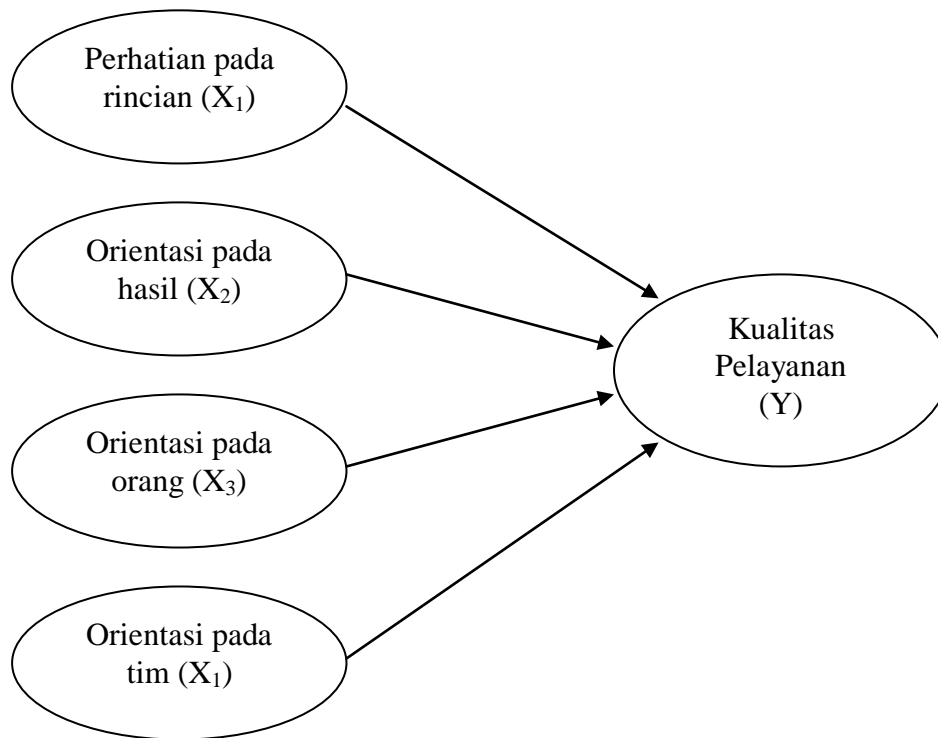 Perhatian pada
rincian (X₁)
Orientasi pada
hasil (X₂)
Kualitas
Pelayanan
(Y)
Orientasi pada
orang (X₃)
Orientasi pada
tim (X₁)